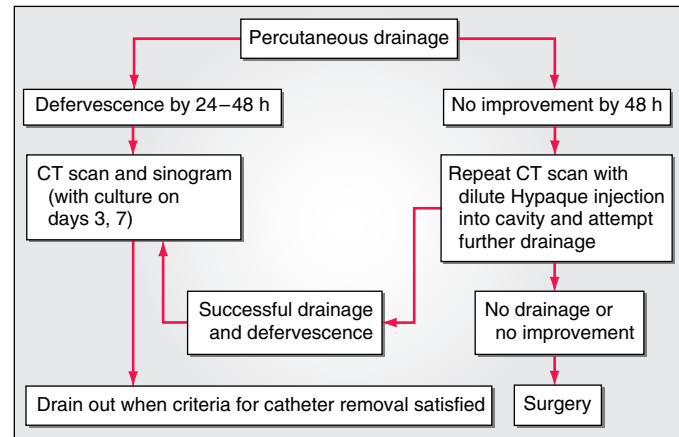 Percutaneous drainage
Defervescence by 24–48 h
No improvement by 48 h
CT scan and sinogram
(with culture on
days 3, 7)
Repeat CT scan with
dilute Hypaque injection
into cavity and attempt
further drainage
Successful drainage
and defervescence
No drainage or
no improvement
Drain out when criteria for catheter removal satisfied
Surgery